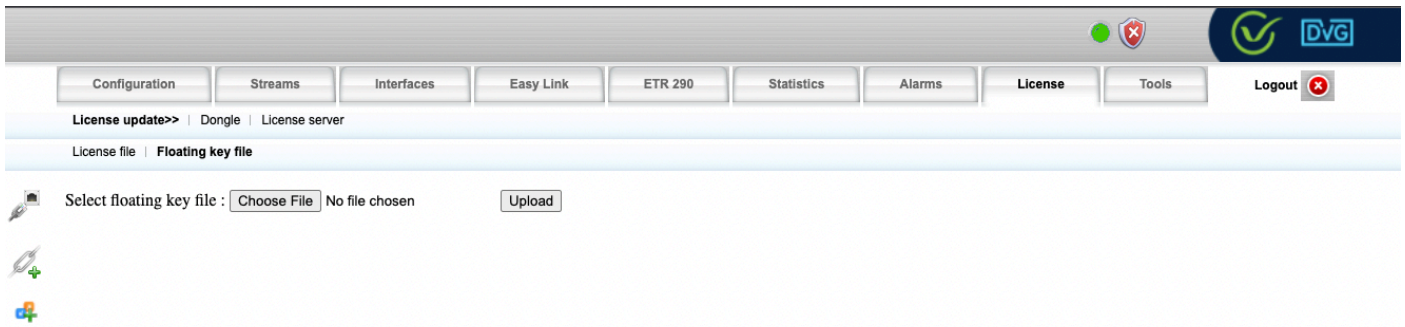 DVG
Configuration Streams Interfaces Easy Link ETR 290 Statistics Alarms License Tools Logout
License update>> | Dongle | License server
License file | Floating key file
Select floating key file : Choose File No file chosen Upload